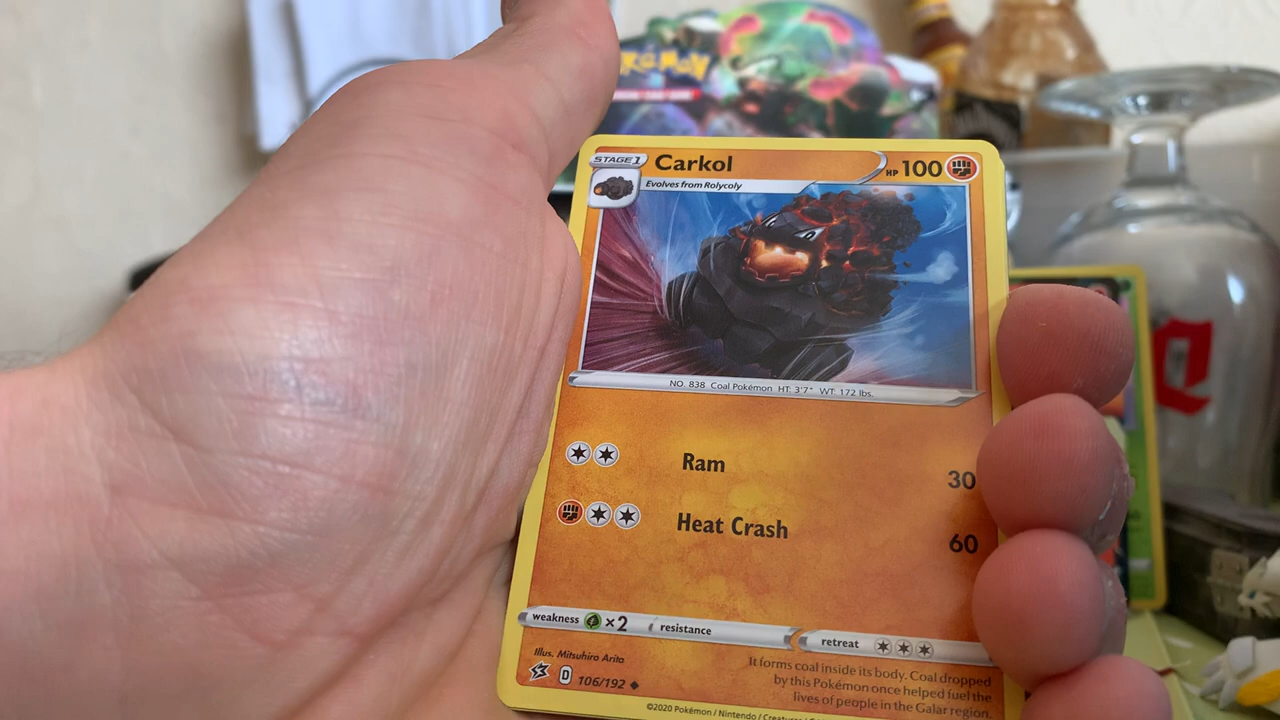 POKÉMON
STAGE 1 Carkol HP 100
Evolves from Rolycoly
NO. 838 Coal Pokémon HT: 3'7" WT: 172 lbs.
Ram 30
Heat Crash 60
weakness ×2 resistance retreat
Illus. Mitsuhiro Arita
D 106/192
It forms coal inside its body. Coal dropped
by this Pokémon once helped fuel the
lives of people in the Galar region.
©2020 Pokémon / Nintendo / Creatures /